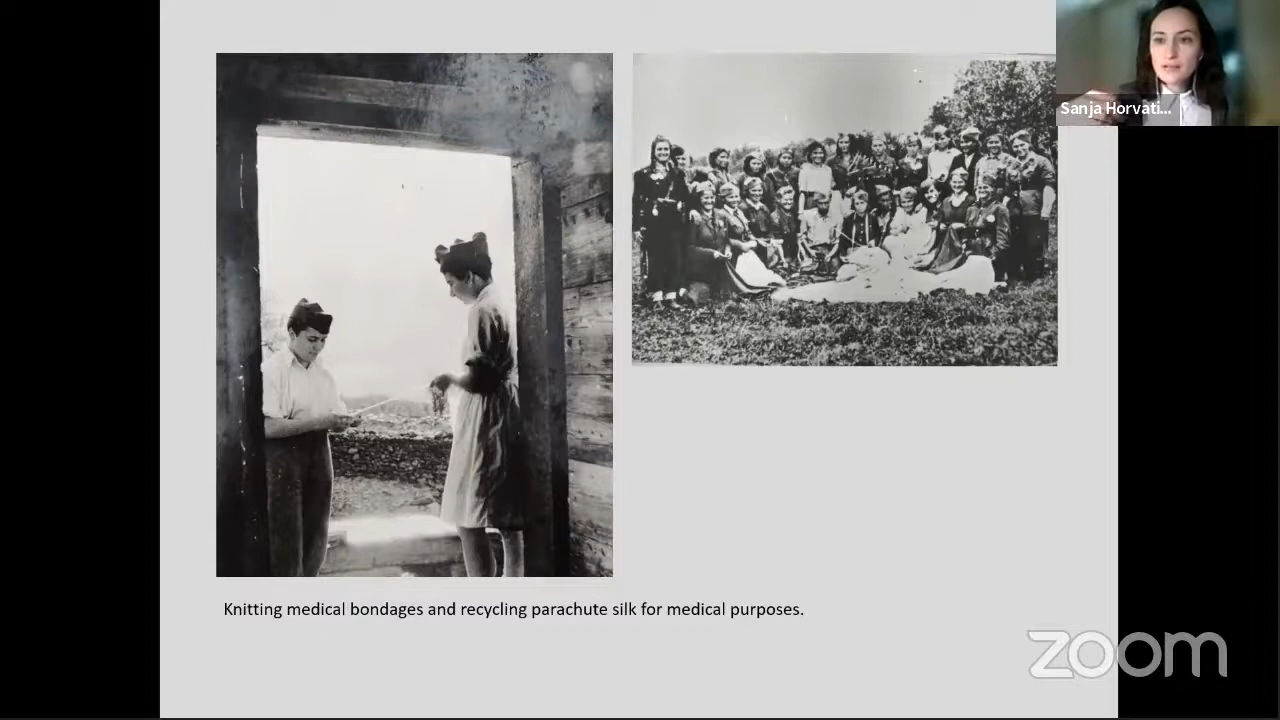 Sanja Horvati...
Knitting medical bondages and recycling parachute silk for medical purposes.
zoom